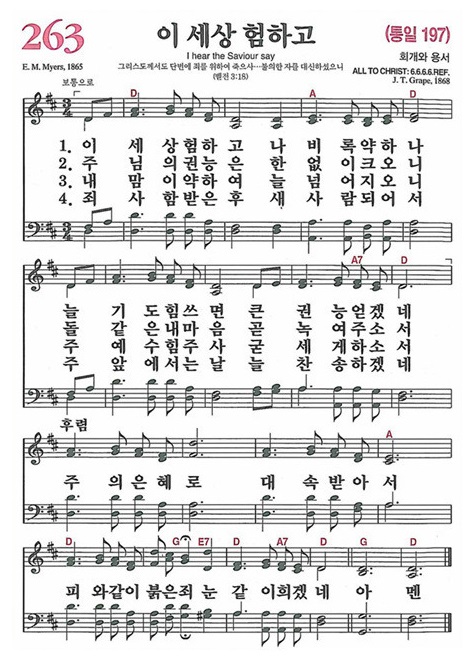 263
이 세상 험하고
(통일 197)
I hear the Saviour say
회개와 용서
E. M. Myers, 1865
그리스도께서도 단번에 죄를 위하여 죽으사…불의한 자를 대신하셨으니
(벧전 3:18)
ALL TO CHRIST: 6.6.6.6.REF.
J. T. Grape, 1868
보통으로
D A D
1. 이 세 상험하 고 나 비 록약하 나
2. 주 님 의권능 은 한 없 이크오 니
3. 내 맘 이약하 여 늘 넘 어지오 니
4. 죄 사 함받은 후 새 사 람되어 서
A7 D
늘 기 도힘쓰 면 큰 권 능얻겠 네
돌 같 은내마 음 곧 녹 여주소 서
주 예 수힘주 사 굳 세 게하소 서
주 앞 에서는 날 늘 찬 송하겠 네
후렴
A
주 의은 혜로 대 속받아 서
D G E7 A D A7 D G D
피 와같이 붉은죄 눈 같 이희겠 네 아 멘